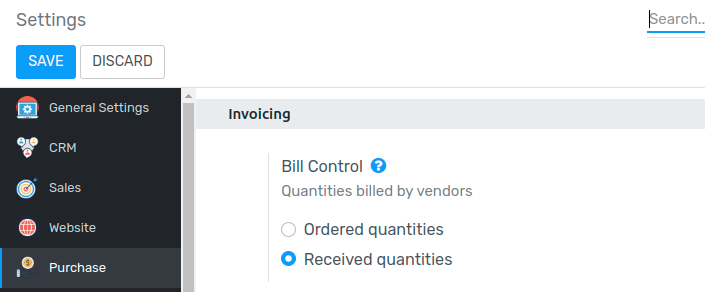 Settings
Search..
SAVE DISCARD
General Settings
CRM
Sales
Website
Purchase
Invoicing
Bill Control ?
Quantities billed by vendors
Ordered quantities
Received quantities